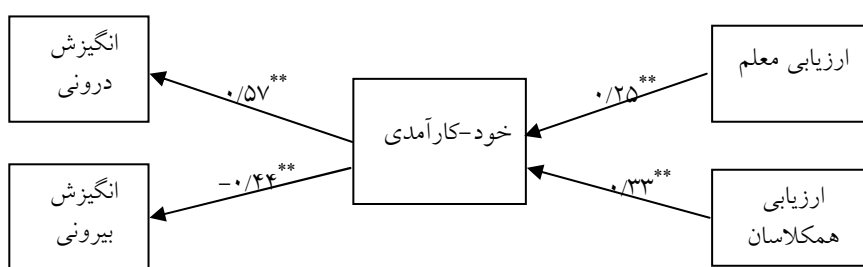 ارزیابی معلم
۰/۲۵**
ارزیابی
همکلاسان
۰/۳۳**
خود-کارآمدی
انگیزش
درونی
۰/۵۷**
انگیزش
بیرونی
-۰/۴۴**